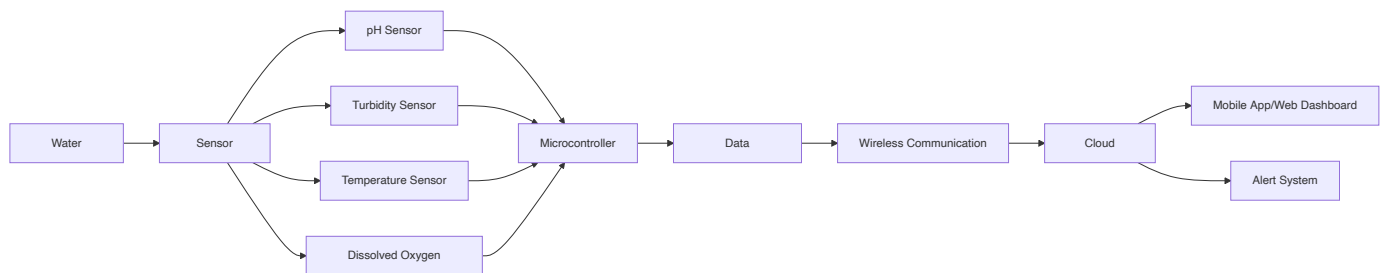 Water
Sensor
pH Sensor
Turbidity Sensor
Temperature Sensor
Dissolved Oxygen
Microcontroller
Data
Wireless Communication
Cloud
Mobile App/Web Dashboard
Alert System